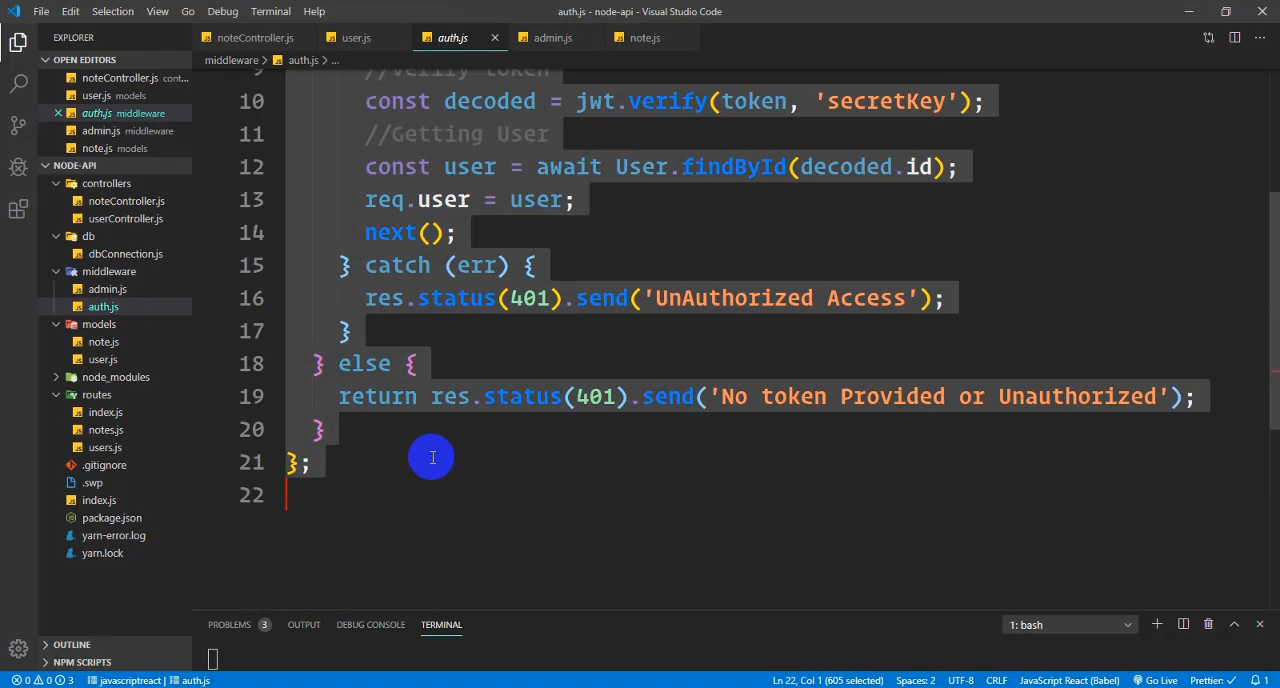 File Edit Selection View Go Debug Terminal Help
auth.js - node-api - Visual Studio Code
EXPLORER
noteController.js
user.js
auth.js
admin.js
note.js
OPEN EDITORS
noteController.js cont...
user.js models
auth.js middleware
admin.js middleware
note.js models
NODE-API
controllers
noteController.js
userController.js
db
dbConnection.js
middleware
admin.js
auth.js
models
note.js
user.js
node_modules
routes
index.js
notes.js
users.js
.gitignore
.swp
index.js
package.json
yarn-error.log
yarn.lock
OUTLINE
NPM SCRIPTS
middleware > auth.js > ...
9 //Verify token
10 const decoded = jwt.verify(token, 'secretKey');
11 //Getting User
12 const user = await User.findById(decoded.id);
13 req.user = user;
14 next();
15 } catch (err) {
16 res.status(401).send('UnAuthorized Access');
17 }
18 } else {
19 return res.status(401).send('No token Provided or Unauthorized');
20 }
21 };
22
PROBLEMS 3 OUTPUT DEBUG CONSOLE TERMINAL
1: bash
0 0 3 javascriptreact | auth.js
Ln 22, Col 1 (605 selected) Spaces: 2 UTF-8 CRLF JavaScript React (Babel) Go Live Prettier: ✓ 1